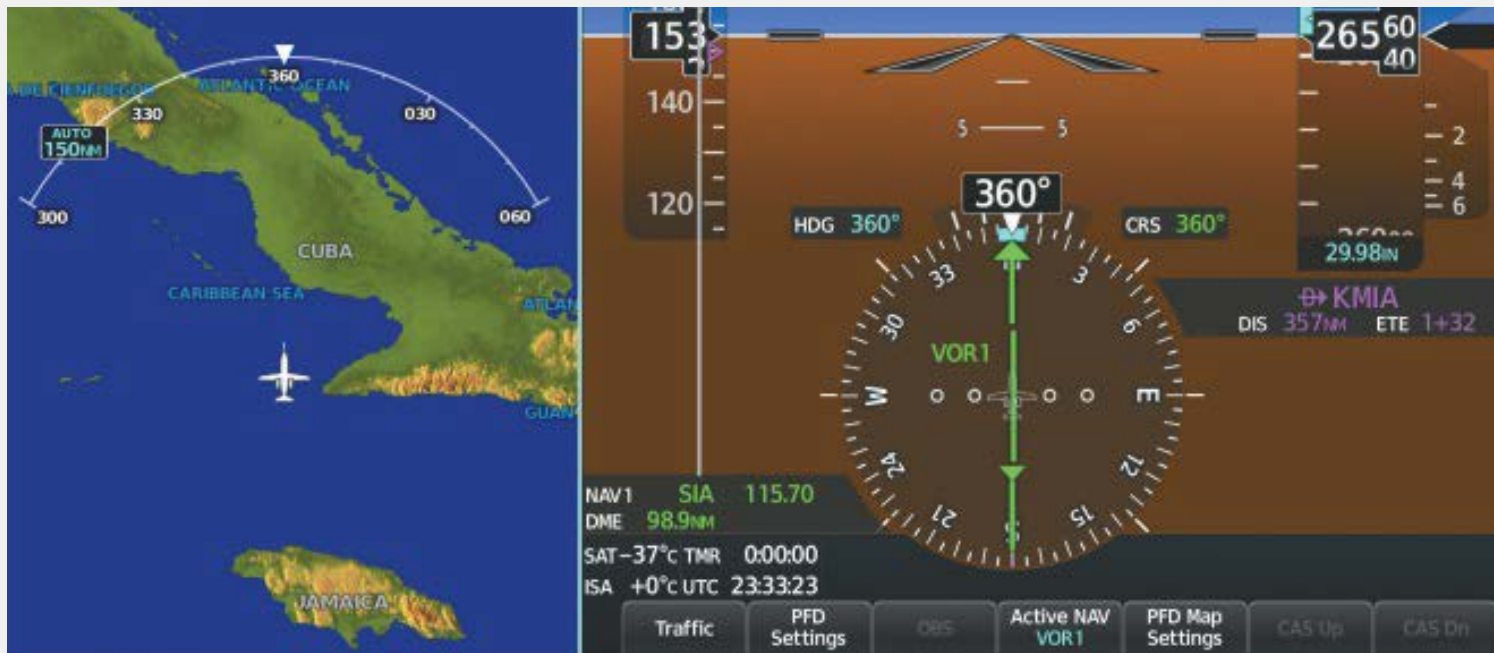 360
ATLANTIC OCEAN
330
030
AUTO
150NM
300
060
CUBA
CARIBBEAN SEA
JAMAICA
153
140
120
5 5
265 60
40
2
4
6
29.98IN
360°
HDG 360°
CRS 360°
KMIA
DIS 357NM ETE 1+32
33
3
30
6
VOR1
W
E
24
12
21
15
S
NAV1 SIA 115.70
DME 98.9NM
SAT -37°C TMR 0:00:00
ISA +0°C UTC 23:33:23
Traffic
PFD
Settings
OBS
Active NAV
VOR1
PFD Map
Settings
CAS Up
CAS Dn